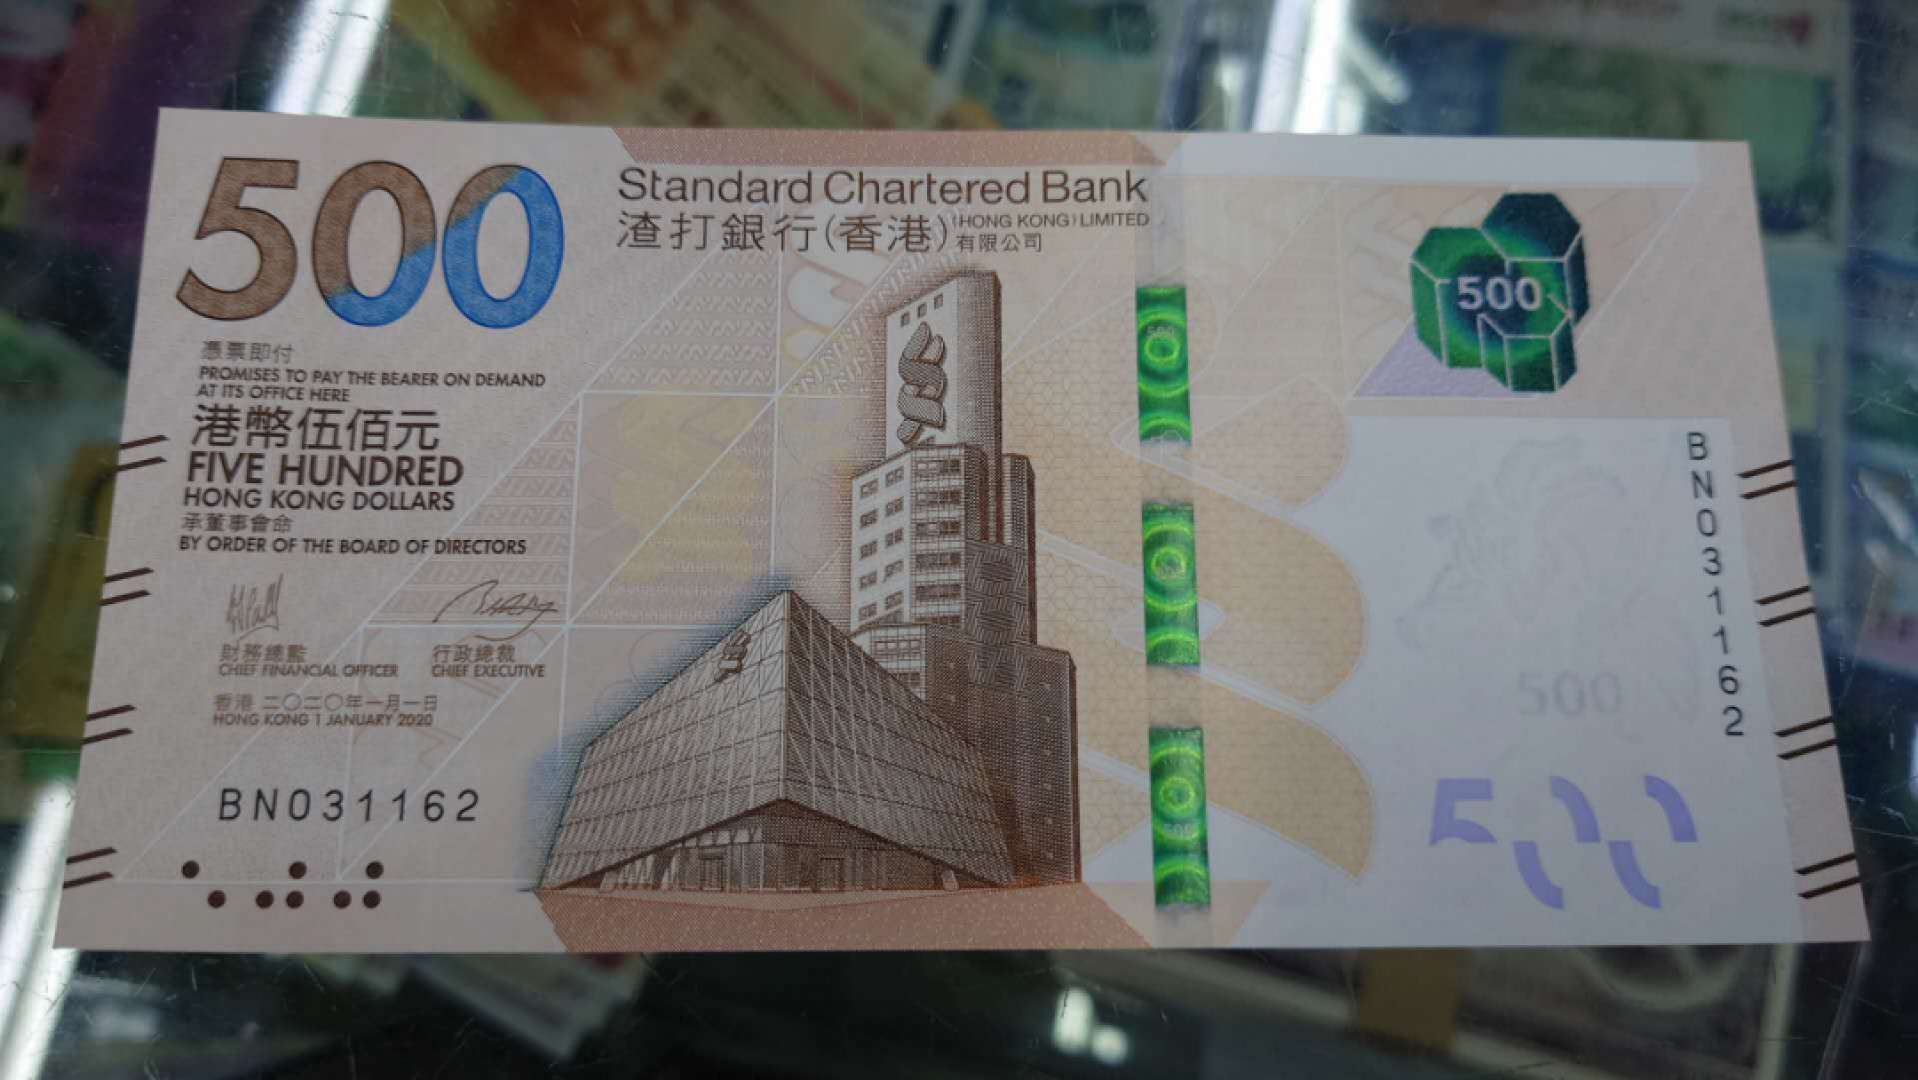 500
Standard Chartered Bank
渣打銀行(香港) (HONG KONG) LIMITED
有限公司
500
憑票即付
PROMISES TO PAY THE BEARER ON DEMAND
AT ITS OFFICE HERE
港幣伍佰元
FIVE HUNDRED
HONG KONG DOLLARS
承董事會命
BY ORDER OF THE BOARD OF DIRECTORS
財務總監 行政總裁
CHIEF FINANCIAL OFFICER CHIEF EXECUTIVE
香港 二〇二〇年一月一日
HONG KONG 1 JANUARY 2020
BN031162
500
500
BN031162
500
500